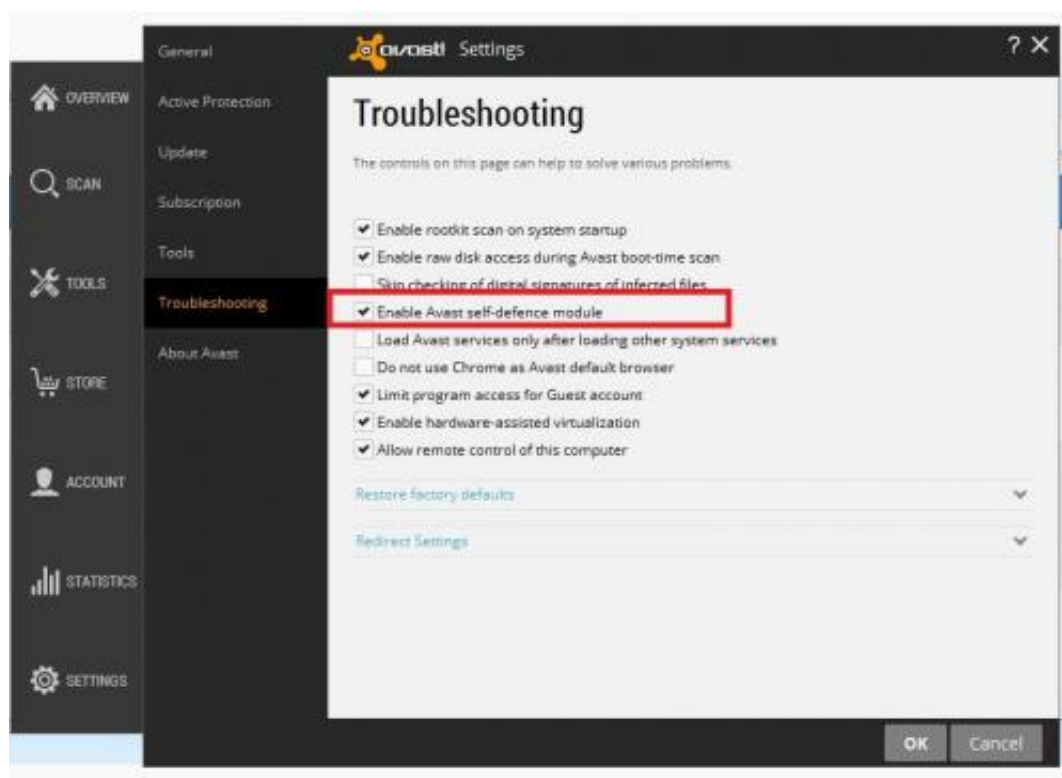 OVERVIEW
SCAN
TOOLS
STORE
ACCOUNT
STATISTICS
SETTINGS
General
Active Protection
Update
Subscription
Tools
Troubleshooting
About Avast
avast! Settings
? X
Troubleshooting
The controls on this page can help to solve various problems.
Enable rootkit scan on system startup
Enable raw disk access during Avast boot-time scan
Skip checking of digital signatures of infected files
Enable Avast self-defence module
Load Avast services only after loading other system services
Do not use Chrome as Avast default browser
Limit program access for Guest account
Enable hardware-assisted virtualization
Allow remote control of this computer
Restore factory defaults
Redirect Settings
OK Cancel